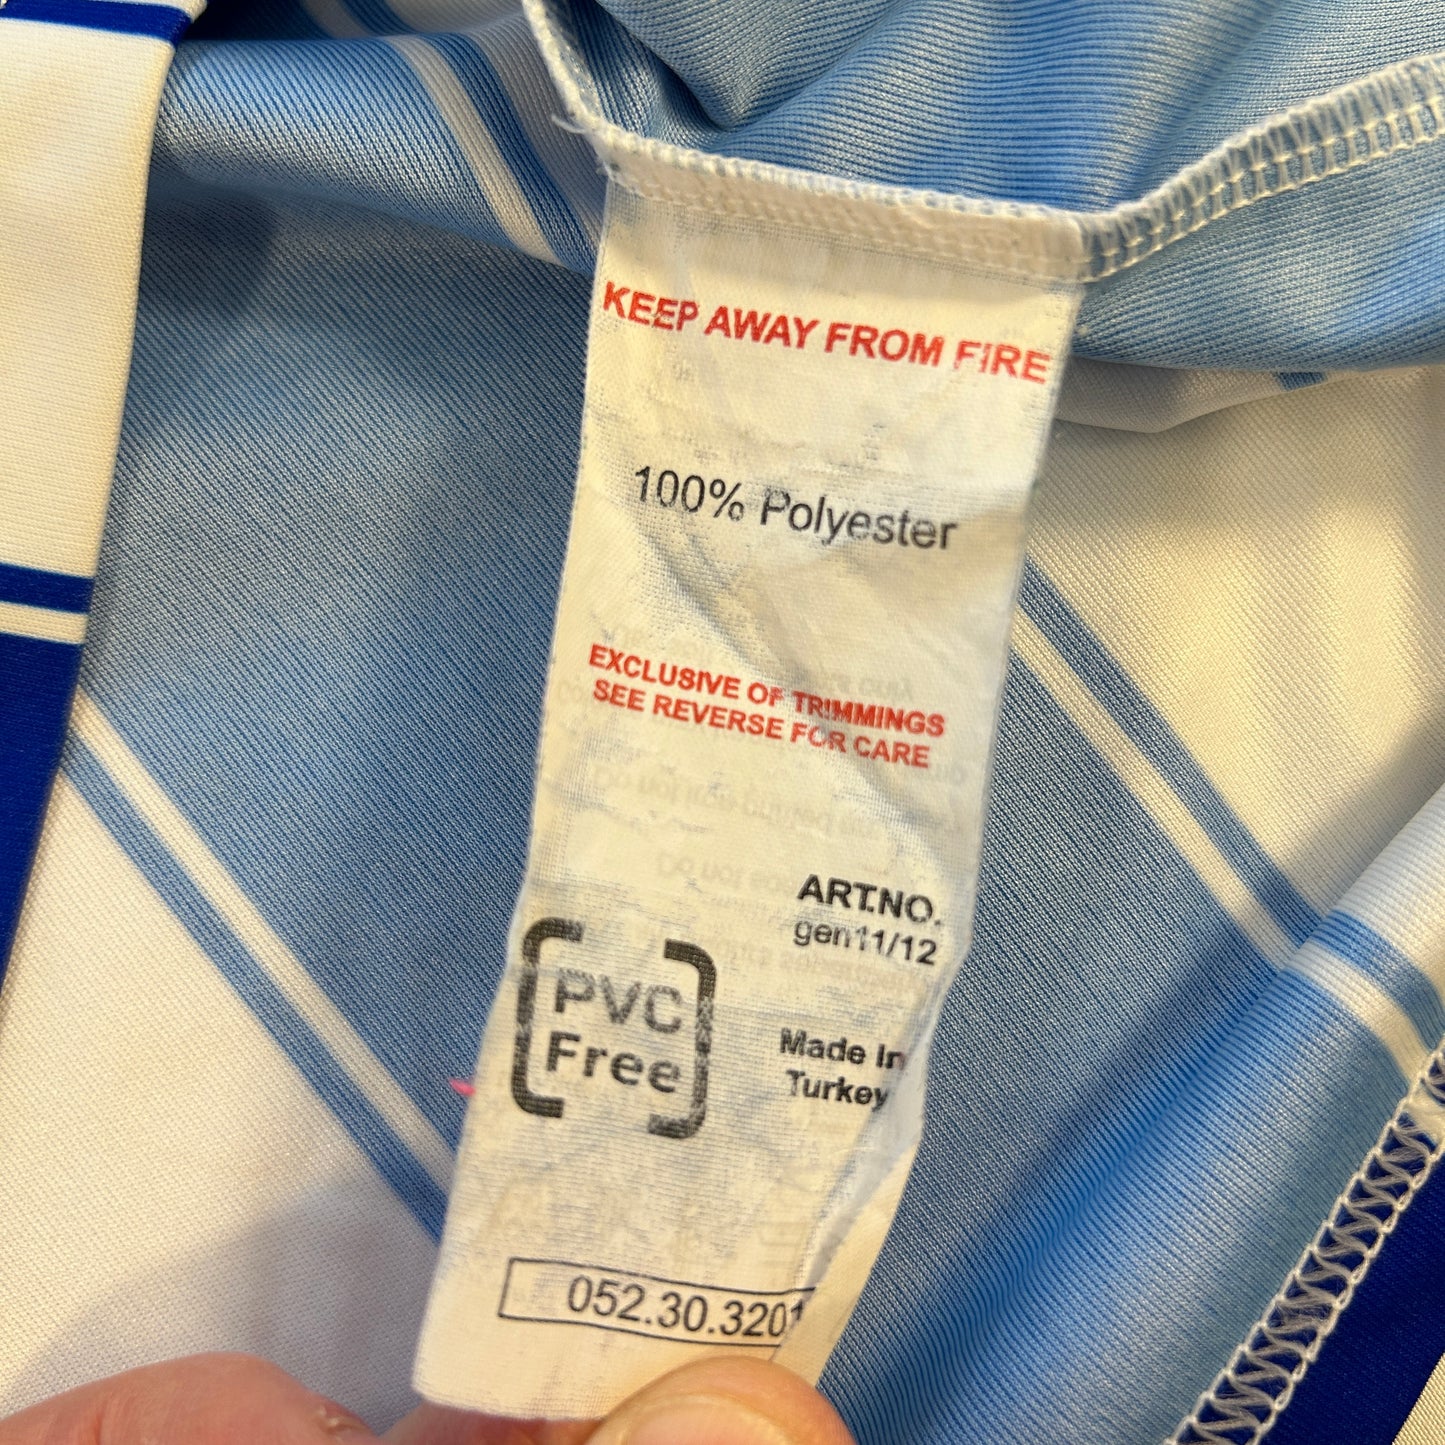 KEEP AWAY FROM FIRE
100% Polyester
EXCLUSIVE OF TRIMMINGS
SEE REVERSE FOR CARE
ART.NO.
gen11/12
PVC
Free
Made In
Turkey
052.30.3201